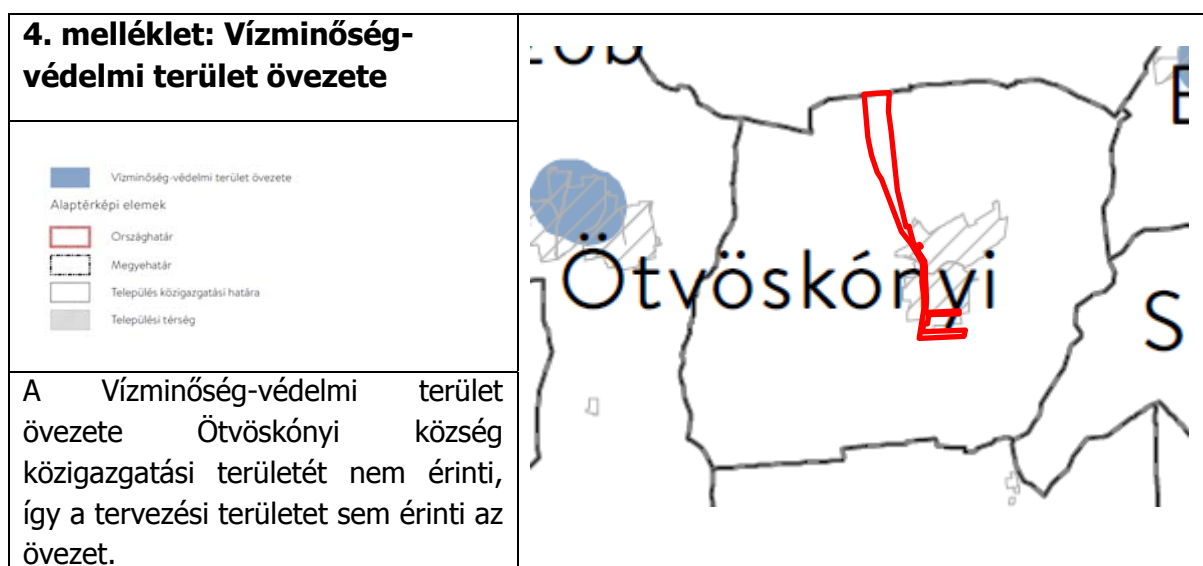 4. melléklet: Vízminőség-
védelmi terület övezete
Vízminőség-védelmi terület övezete
Alaptérképi elemek
Országhatár
Megyehatár
Település közigazgatási határa
Települési térség
A Vízminőség-védelmi terület
övezete Ötvöskónyi község
közigazgatási területét nem érinti,
így a tervezési területet sem érinti az
övezet.
Ötvöskónyi
S